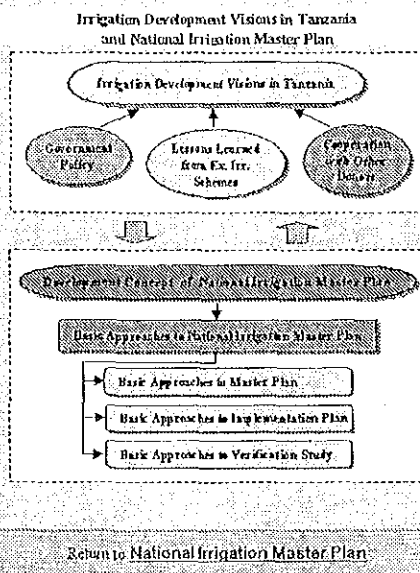 Irrigation Development Visions in Tanzania
and National Irrigation Master Plan
Irrigation Development Visions in Tanzania
Government
Policy
Lessons Learned
from Ex. Irr.
Schemes
Cooperation
with Other
Donors
Development Concept of National Irrigation Master Plan
Basic Approaches to National Irrigation Master Plan
Basic Approaches to Master Plan
Basic Approaches to Implementation Plan
Basic Approaches to Verification Study
Return to National Irrigation Master Plan